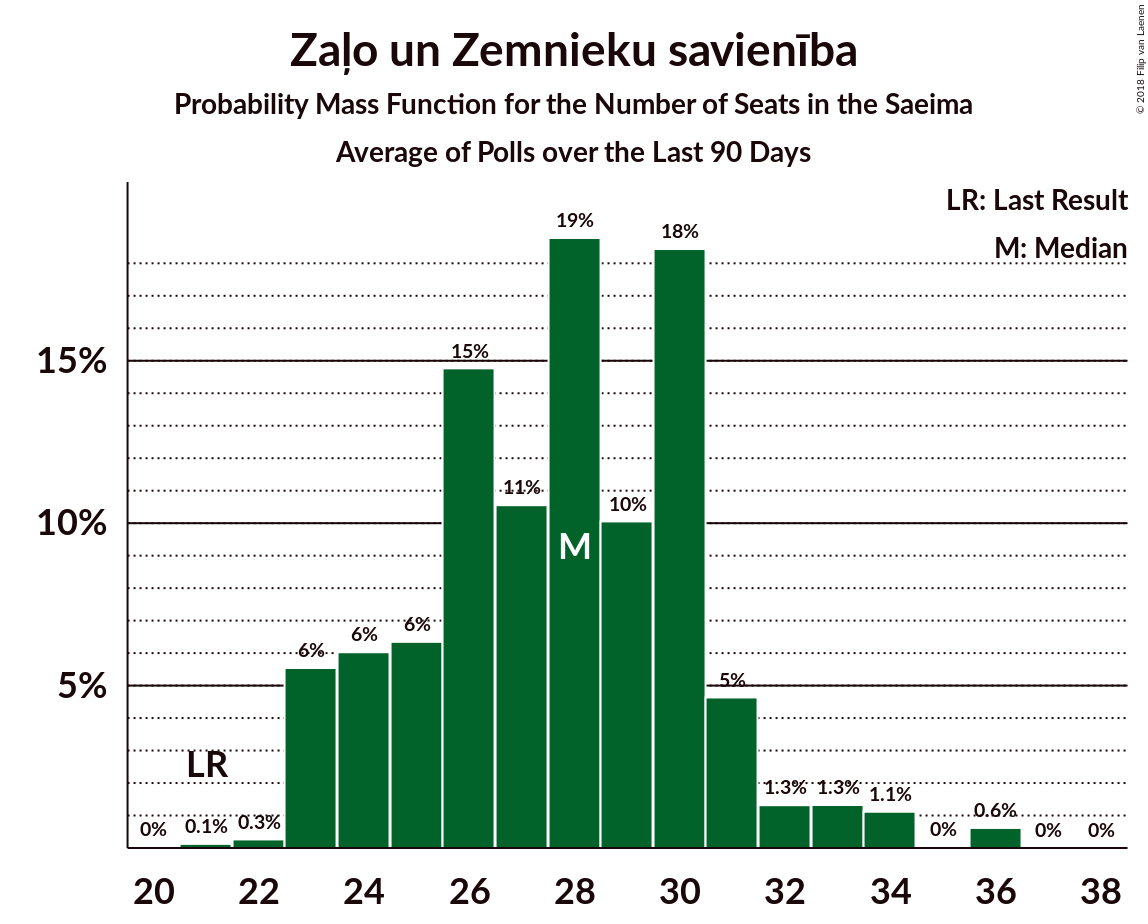 Zaļo un Zemnieku savienība
Probability Mass Function for the Number of Seats in the Saeima
Average of Polls over the Last 90 Days
© 2018 Filip van Laenen
LR: Last Result
M: Median
15%
10%
5%
0%
0.1%
0.3%
6%
6%
6%
15%
11%
19%
10%
18%
5%
1.3%
1.3%
1.1%
0%
0.6%
0%
0%
LR
M
20 22 24 26 28 30 32 34 36 38